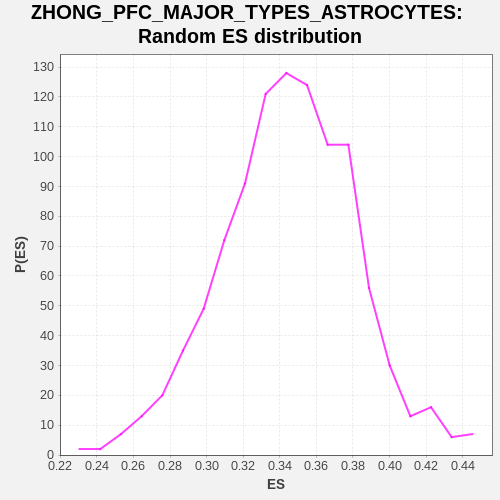 ZHONG_PFC_MAJOR_TYPES_ASTROCYTES:
Random ES distribution
130
120
110
100
90
80
70
60
50
40
30
20
10
0
P(ES)
0.22 0.24 0.26 0.28 0.30 0.32 0.34 0.36 0.38 0.40 0.42 0.44
ES